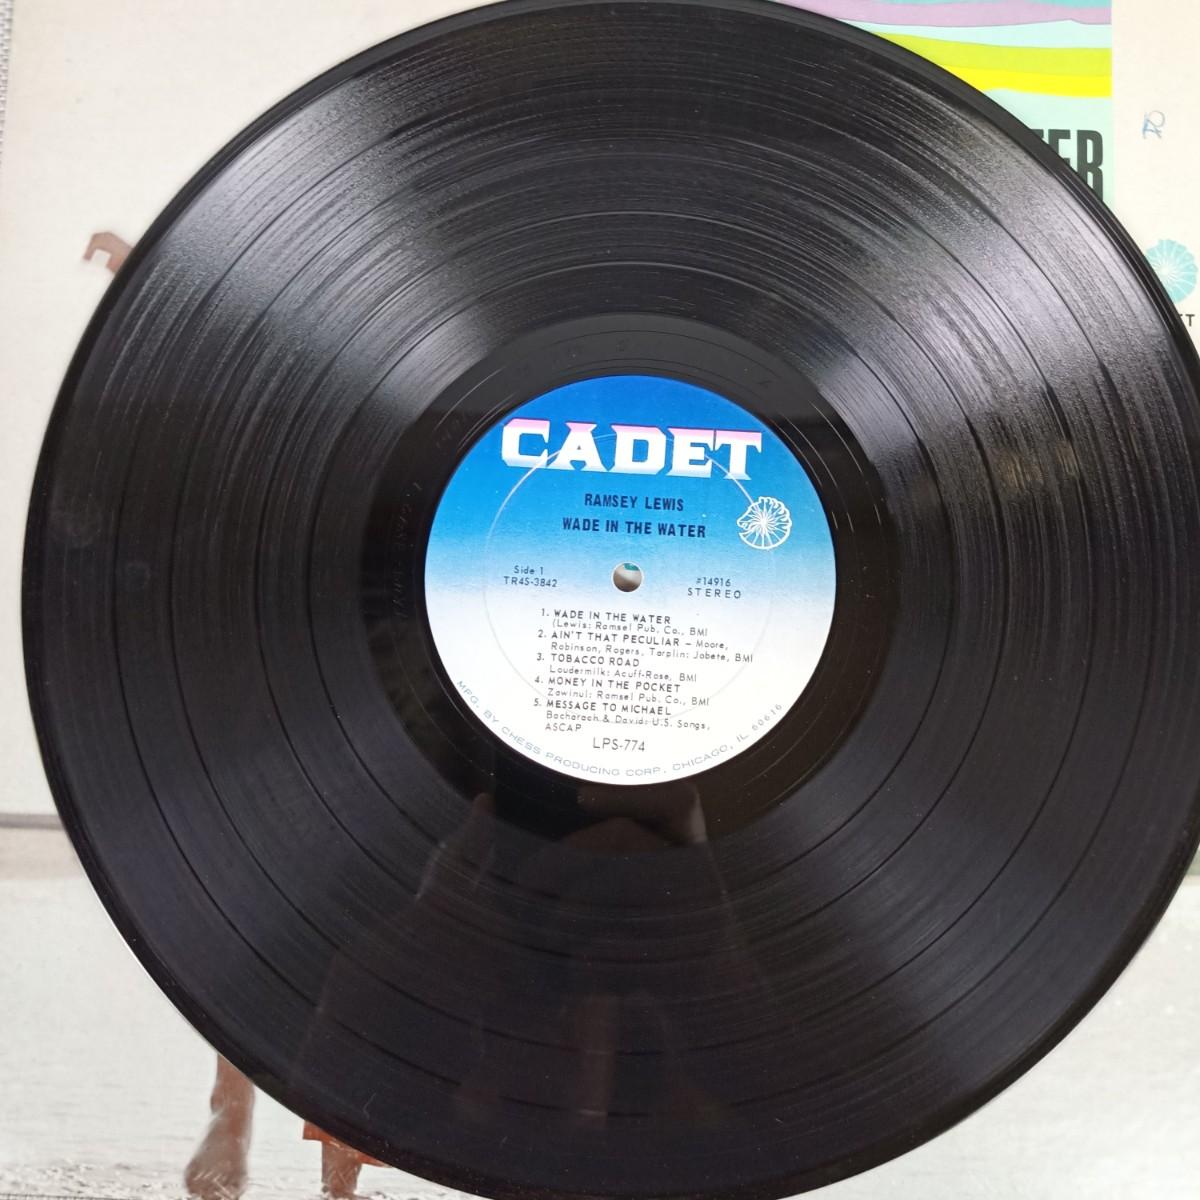 TER
CADET
RAMSEY LEWIS
WADE IN THE WATER
Side 1
TR4S-3842
#14916
STEREO
1. WADE IN THE WATER
(Lewis: Ramsel Pub. Co., BMI
2. AIN'T THAT PECULIAR – Moore,
Robinson, Rogers, Tarplin: Jobete, BMI
3. TOBACCO ROAD
Loudermilk: Acuff-Rose, BMI
4. MONEY IN THE POCKET
Zawinul: Ramsel Pub. Co., BMI
5. MESSAGE TO MICHAEL
Bacharach & David: U.S. Songs,
ASCAP
LPS-774
MFG. BY CHESS PRODUCING CORP., CHICAGO, IL 60616